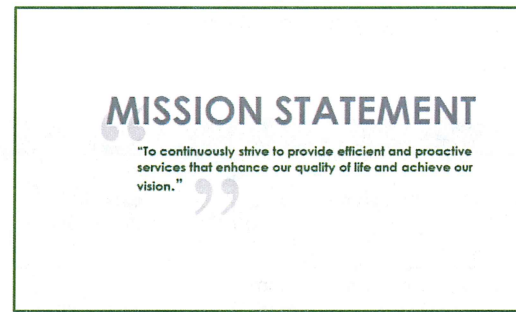 MISSION STATEMENT
“To continuously strive to provide efficient and proactive
services that enhance our quality of life and achieve our
vision.”